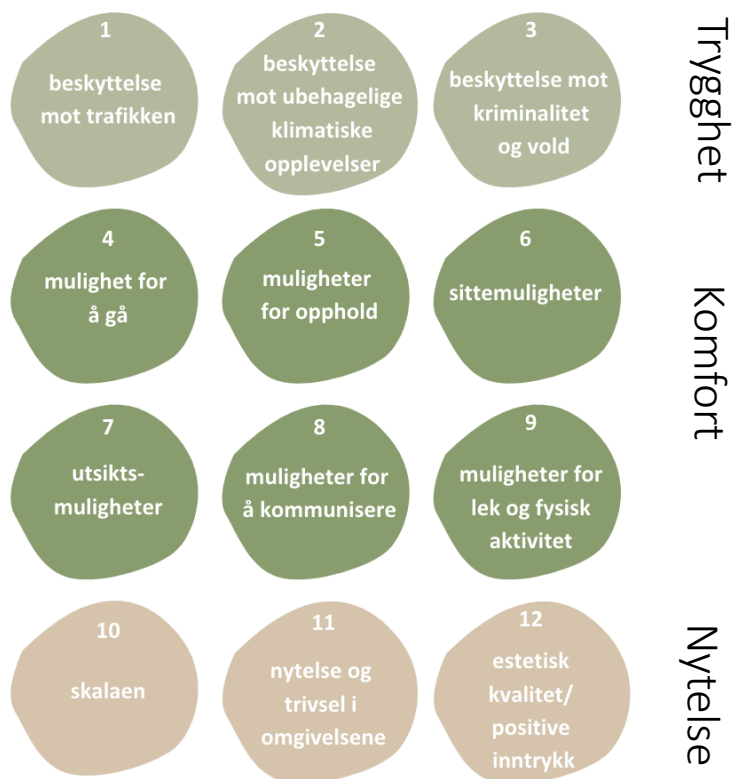 1
beskyttelse
mot trafikken
2
beskyttelse
mot ubehagelige
klimatiske
opplevelser
3
beskyttelse mot
kriminalitet
og vold
Trygghet
4
mulighet for
å gå
5
muligheter
for opphold
6
sittemuligheter
Komfort
7
utsikts-
muligheter
8
muligheter for
å kommunisere
9
muligheter for
lek og fysisk
aktivitet
10
skalaen
11
nytelse og
trivsel i
omgivelsene
12
estetisk
kvalitet/
positive
inntrykk
Nytelse